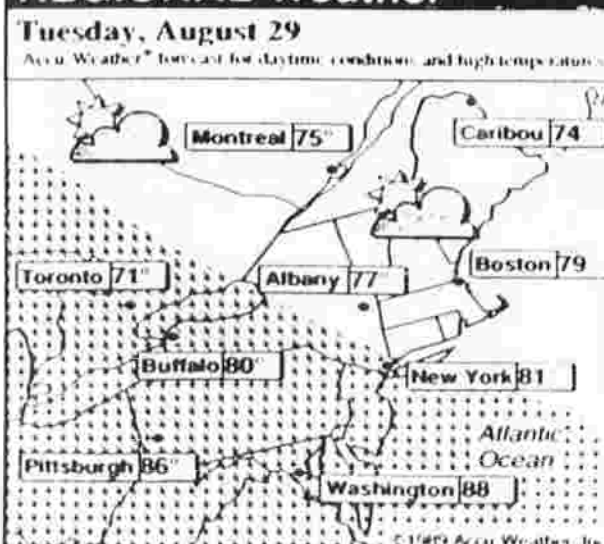 Tuesday, August 29
Accu Weather® forecast for daytime conditions and high temperatures
Montreal 75°
Caribou 74
Toronto 71°
Albany 77°
Boston 79
Buffalo 80°
New York 81
Atlantic
Ocean
Pittsburgh 86°
Washington 88
©1989 Accu Weather, Inc